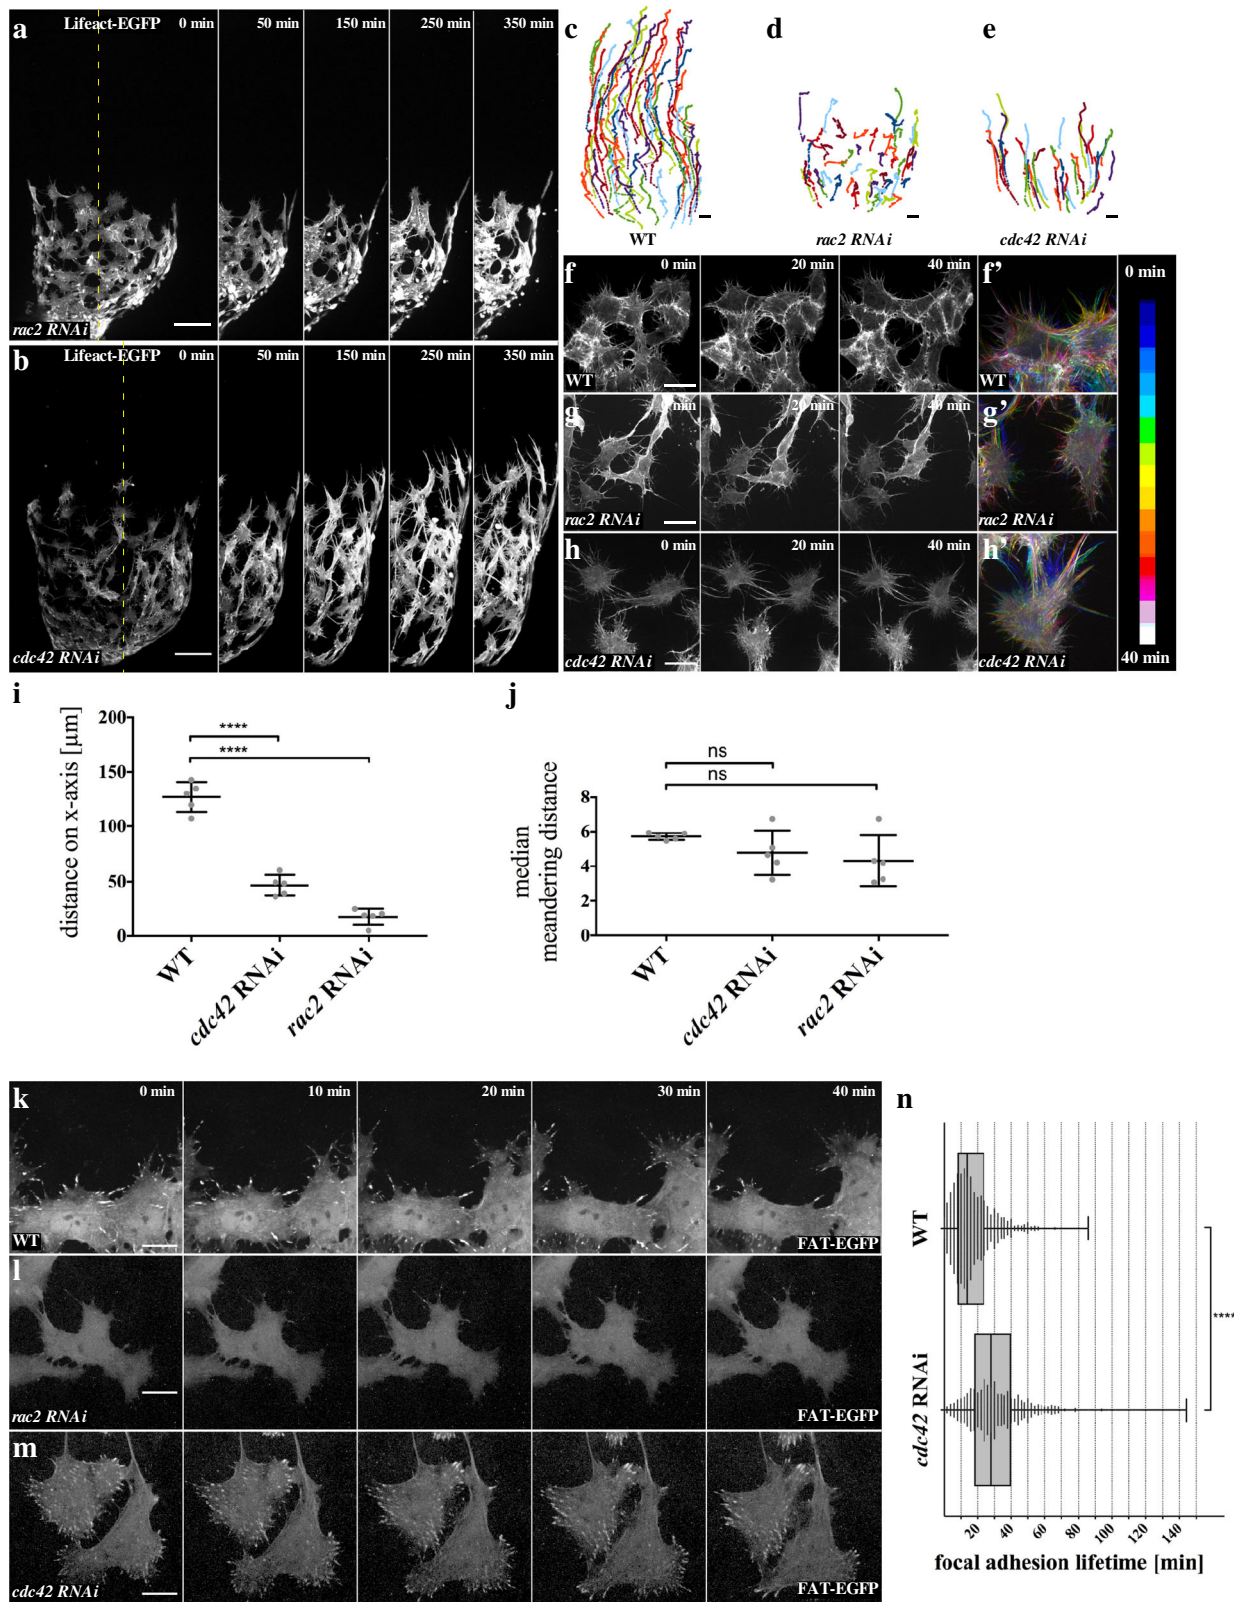 a
Lifeact-EGFP 0 min 50 min 150 min 250 min 350 min
rac2 RNAi
b
Lifeact-EGFP 0 min 50 min 150 min 250 min 350 min
cdc42 RNAi
c d e
WT rac2 RNAi cdc42 RNAi
f 0 min 20 min 40 min f' 0 min
WT WT
g 0 min 20 min 40 min g'
rac2 RNAi rac2 RNAi
h 0 min 20 min 40 min h'
cdc42 RNAi cdc42 RNAi 40 min
i
distance on x-axis [µm]
200
150
100
50
0
****
****
WT cdc42 RNAi rac2 RNAi
j
median
meandering distance
8
6
4
2
0
ns
ns
WT cdc42 RNAi rac2 RNAi
k 0 min 10 min 20 min 30 min 40 min
WT FAT-EGFP
l
rac2 RNAi FAT-EGFP
m
cdc42 RNAi FAT-EGFP
n
WT
cdc42 RNAi
****
20 40 60 80 100 120 140
focal adhesion lifetime [min]